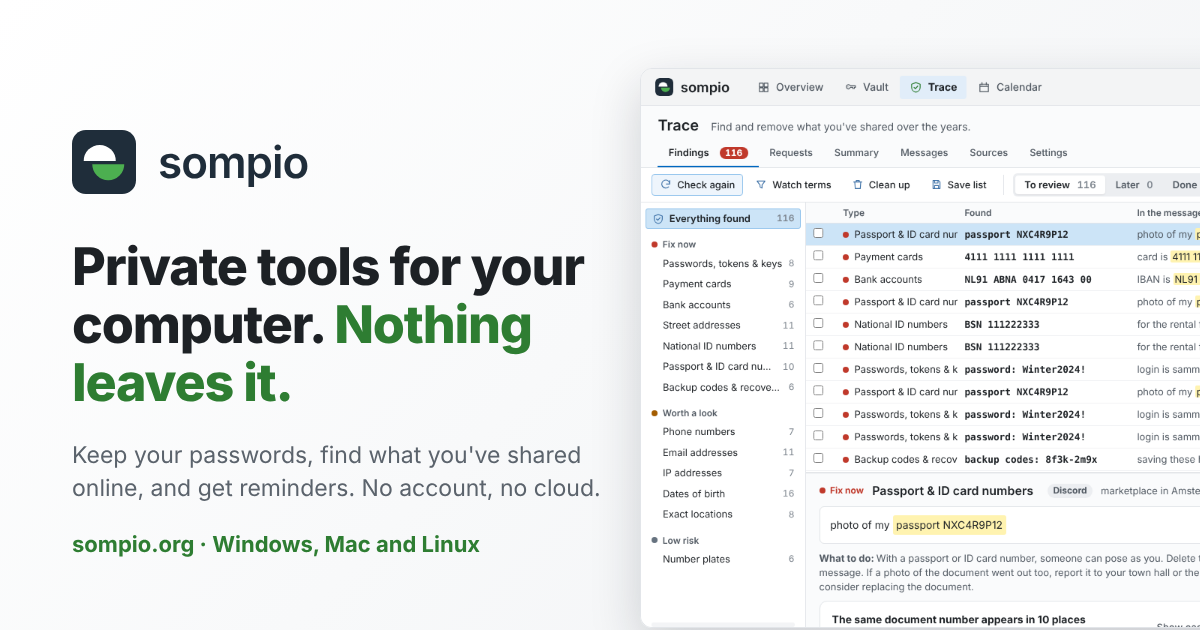 sompio
Private tools for your
computer. Nothing
leaves it.
Keep your passwords, find what you've shared
online, and get reminders. No account, no cloud.
sompio.org · Windows, Mac and Linux
sompio Overview Vault Trace Calendar
Trace Find and remove what you've shared over the years.
Findings 116 Requests Summary Messages Sources Settings
Check again Watch terms Clean up Save list To review 116 Later 0 Done
Everything found 116
Fix now
Passwords, tokens & keys 8
Payment cards 9
Bank accounts 6
Street addresses 11
National ID numbers 11
Passport & ID card nu... 10
Backup codes & recove... 6
Worth a look
Phone numbers 7
Email addresses 11
IP addresses 7
Dates of birth 16
Exact locations 8
Low risk
Number plates 6
Type Found In the message
Passport & ID card nur passport NXC4R9P12 photo of my
Payment cards 4111 1111 1111 1111 card is 4111 11
Bank accounts NL91 ABNA 0417 1643 00 IBAN is NL91
Passport & ID card nur passport NXC4R9P12 photo of my
National ID numbers BSN 111222333 for the rental
National ID numbers BSN 111222333 for the rental
Passwords, tokens & k password: Winter2024! login is samm
Passport & ID card nur passport NXC4R9P12 photo of my
Passwords, tokens & k password: Winter2024! login is samm
Passwords, tokens & k password: Winter2024! login is samm
Backup codes & recov backup codes: 8f3k-2m9x saving these
Fix now Passport & ID card numbers Discord marketplace in Amste
photo of my passport NXC4R9P12
What to do: With a passport or ID card number, someone can pose as you. Delete
message. If a photo of the document went out too, report it to your town hall or the
consider replacing the document.
The same document number appears in 10 places